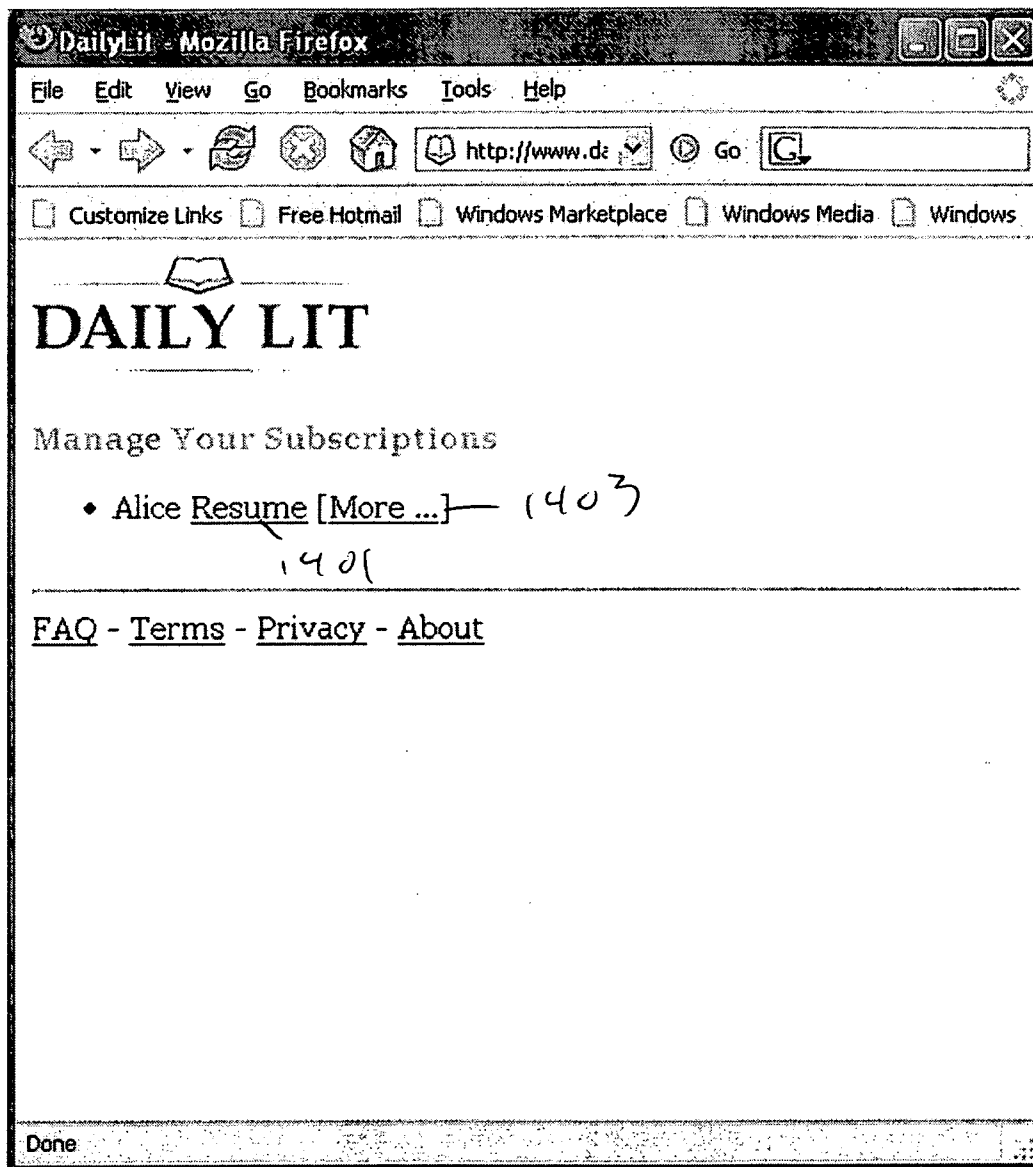 DailyLit - Mozilla Firefox
File Edit View Go Bookmarks Tools Help
http://www.da Go G
Customize Links Free Hotmail Windows Marketplace Windows Media Windows
DAILY LIT
Manage Your Subscriptions
• Alice Resume [More ...] 1403
1401
FAQ - Terms - Privacy - About
Done